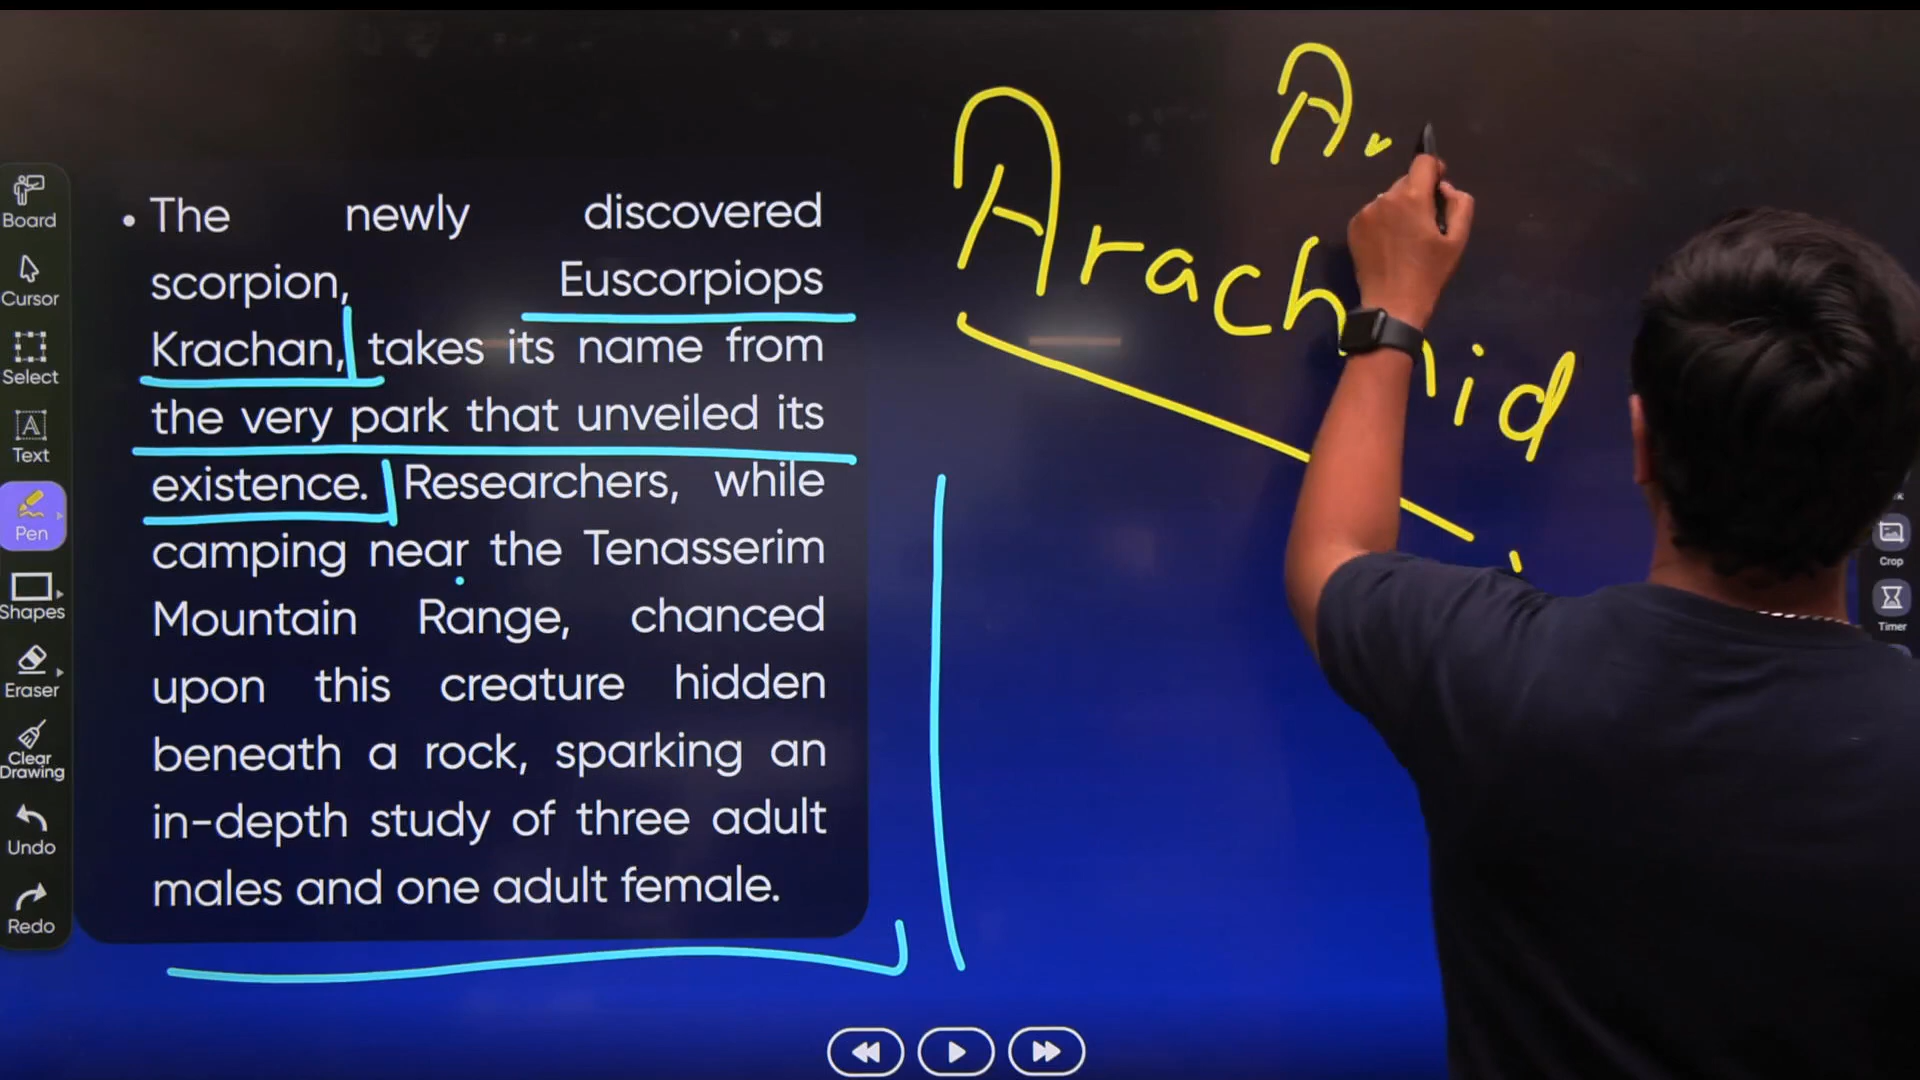 Board
Cursor
Select
Text
Pen
Shapes
Eraser
Clear
Drawing
Undo
Redo
• The newly discovered
scorpion, Euscorpiops
Krachan, takes its name from
the very park that unveiled its
existence. Researchers, while
camping near the Tenasserim
Mountain Range, chanced
upon this creature hidden
beneath a rock, sparking an
in-depth study of three adult
males and one adult female.
Ar
Arachnid
Crop
Timer